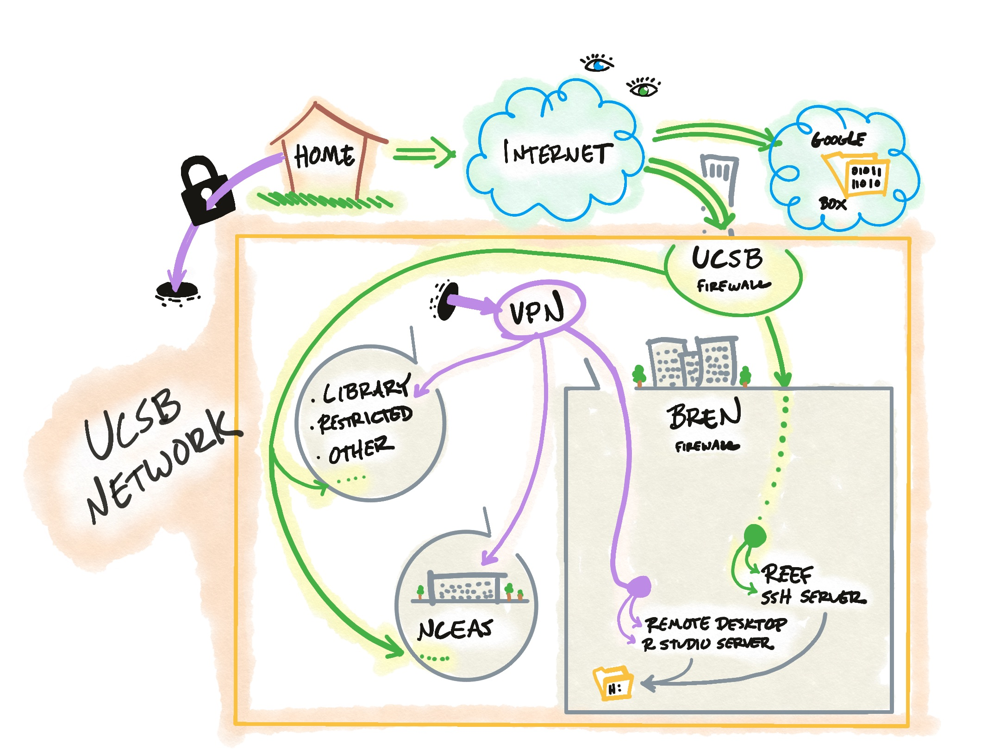 HOME
INTERNET
GOOGLE
01011
11010
BOX
UCSB
FIREWALL
VPN
UCSB
NETWORK
· LIBRARY
· RESTRICTED
· OTHER
BREN
FIREWALL
REEF
SSH SERVER
NCEAS
REMOTE DESKTOP
R STUDIO SERVER
H: